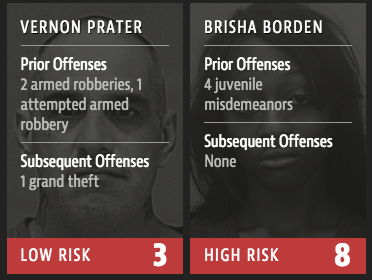 VERNON PRATER
Prior Offenses
2 armed robberies, 1
attempted armed
robbery
Subsequent Offenses
1 grand theft
LOW RISK 3
BRISHA BORDEN
Prior Offenses
4 juvenile
misdemeanors
Subsequent Offenses
None
HIGH RISK 8